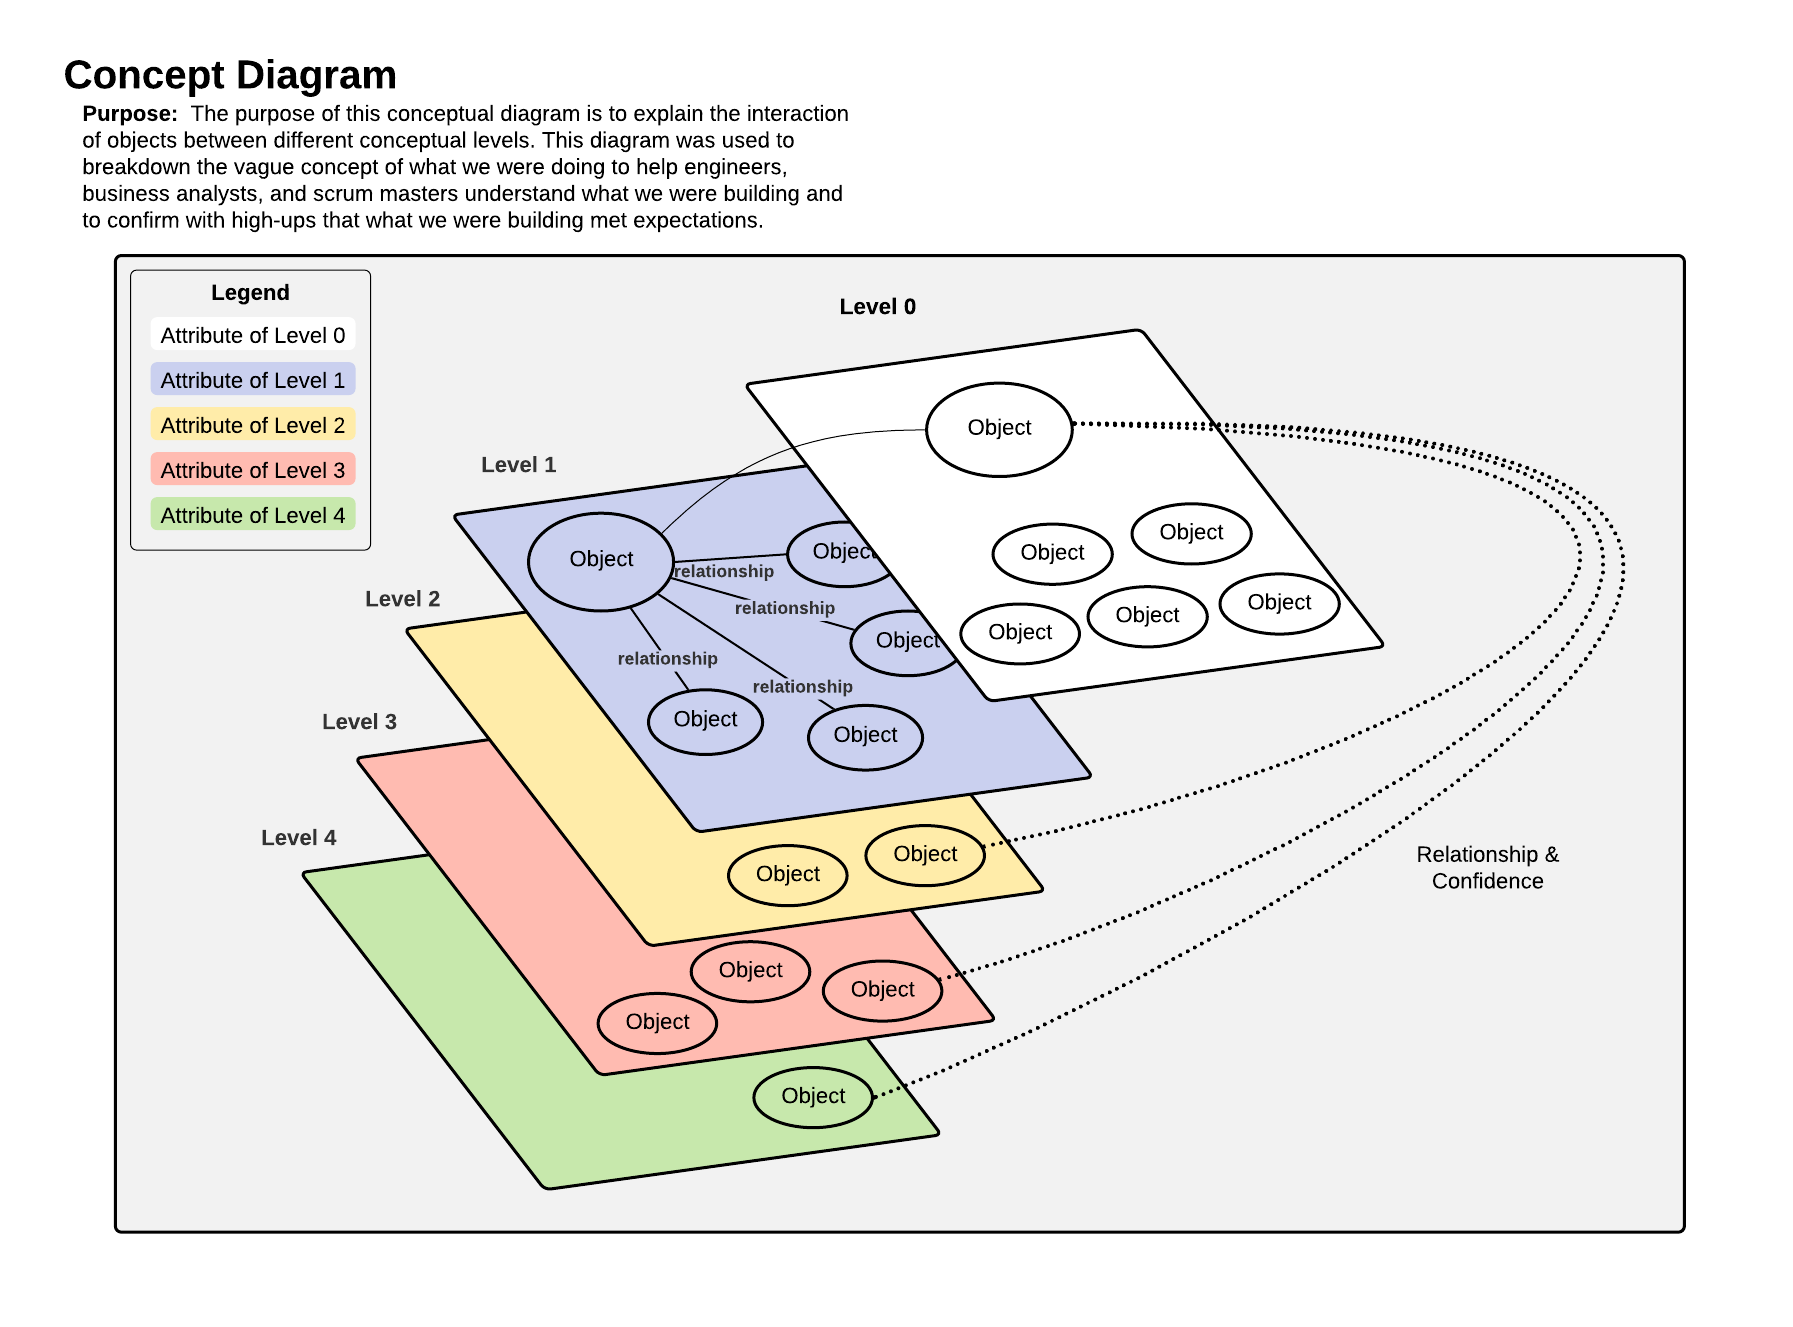 Concept Diagram
Purpose: The purpose of this conceptual diagram is to explain the interaction
of objects between different conceptual levels. This diagram was used to
breakdown the vague concept of what we were doing to help engineers,
business analysts, and scrum masters understand what we were building and
to confirm with high-ups that what we were building met expectations.
Legend
Attribute of Level 0
Attribute of Level 1
Attribute of Level 2
Attribute of Level 3
Attribute of Level 4
Level 0
Object
Object
Object
Object
Object
Object
Level 1
Object
Object
relationship
relationship
Object
relationship
relationship
Object
Object
Level 2
Object
Object
Level 3
Object
Object
Object
Level 4
Object
Relationship &
Confidence